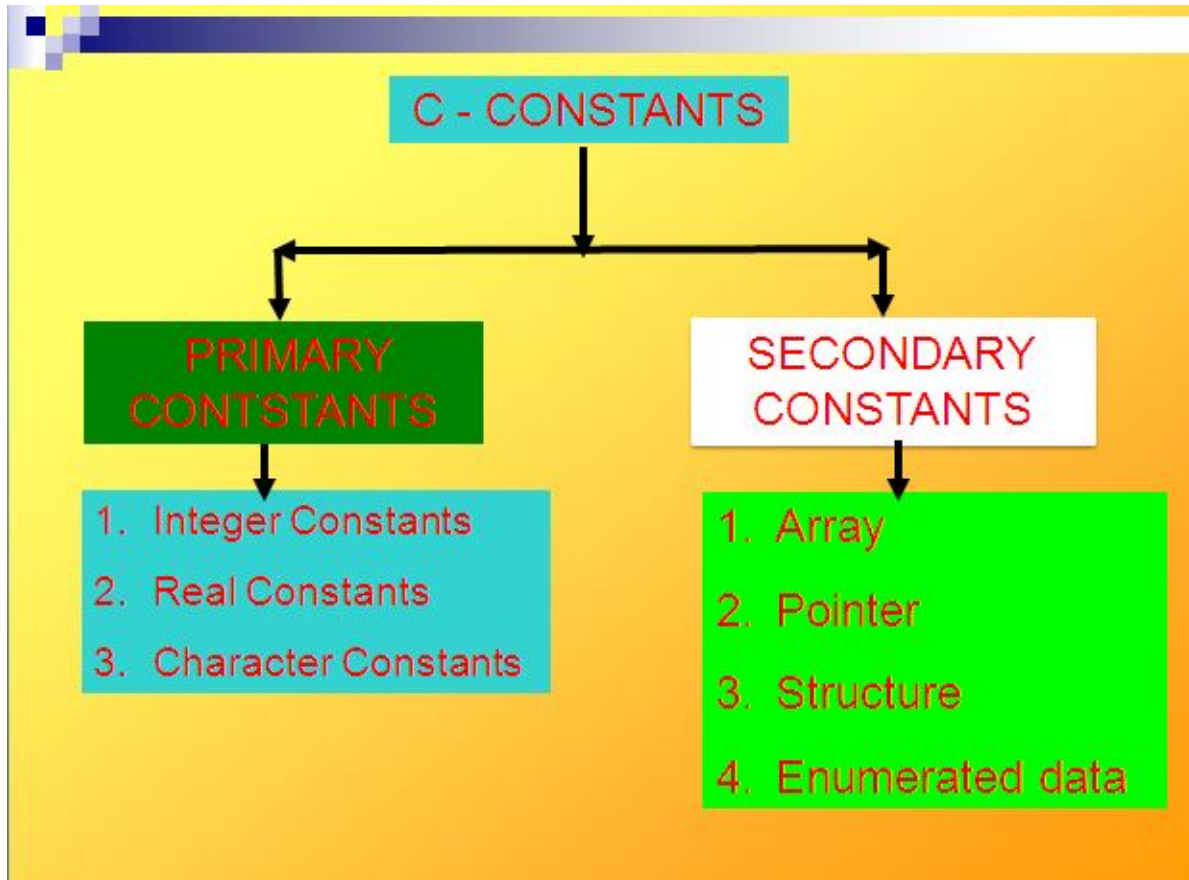 C - CONSTANTS
PRIMARY
CONTSTANTS
SECONDARY
CONSTANTS
1. Integer Constants
2. Real Constants
3. Character Constants
1. Array
2. Pointer
3. Structure
4. Enumerated data